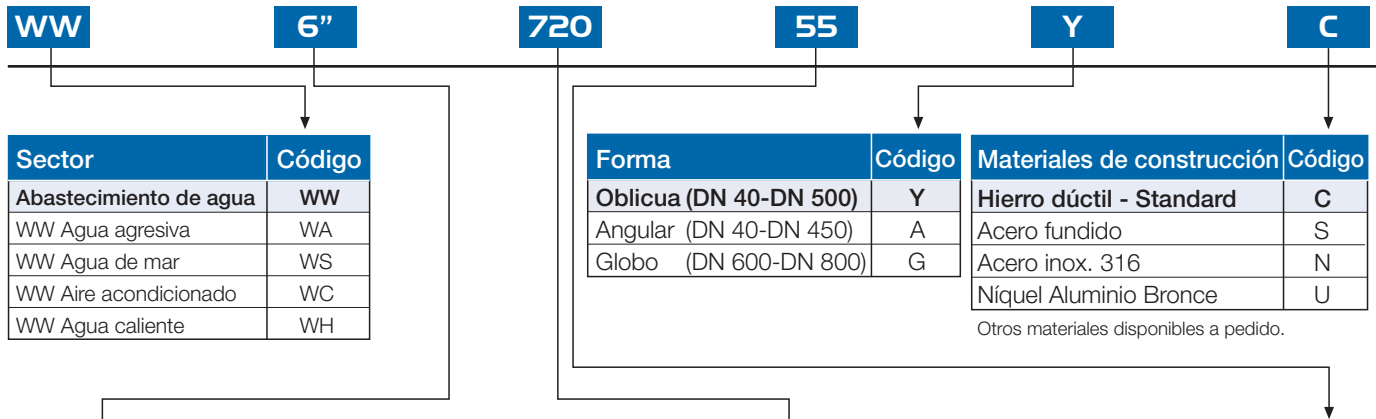 WW 6” 720 55 Y C
Sector Código
Abastecimiento de agua WW
WW Agua agresiva WA
WW Agua de mar WS
WW Aire acondicionado WC
WW Agua caliente WH
Forma Código
Oblicua (DN 40-DN 500) Y
Angular (DN 40-DN 450) A
Globo (DN 600-DN 800) G
Materiales de construcción Código
Hierro dúctil - Standard C
Acero fundido S
Acero inox. 316 N
Níquel Aluminio Bronce U
Otros materiales disponibles a pedido.